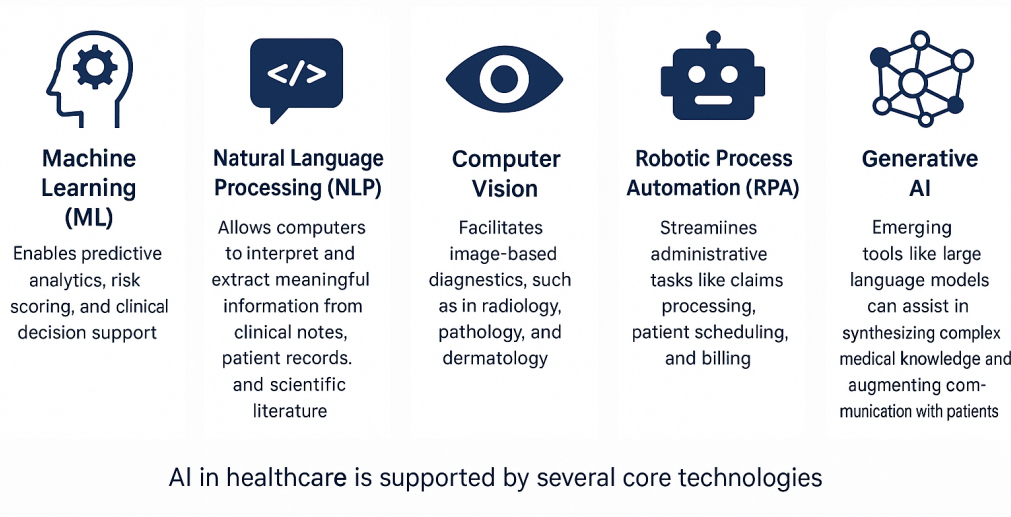 </>
Machine
Learning
(ML)
Enables predictive
analytics, risk
scoring, and clinical
decision support
Natural Language
Processing (NLP)
Allows computers
to interpret and
extract meaningful
information from
clinical notes,
patient records.
and scientific
literature
Computer
Vision
Facilitates
image-based
diagnostics, such
as in radiology,
pathology, and
dermatology
Robotic Process
Automation (RPA)
Streamiines
administrative
tasks like claims
processing,
patient scheduling,
and billing
Generative
AI
Emerging
tools like large
language models
can assist in
synthesizing complex
medical knowledge and
augmenting com-
munication with patients
AI in healthcare is supported by several core technologies